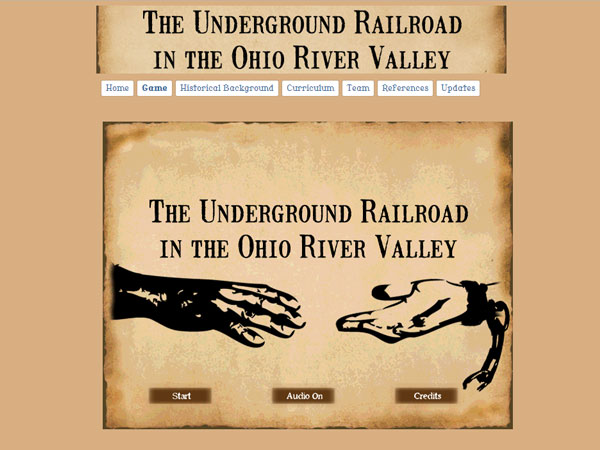 The Underground Railroad
in the Ohio River Valley
Home Game Historical Background Curriculum Team References Updates
The Underground Railroad
in the Ohio River Valley
Start Audio On Credits